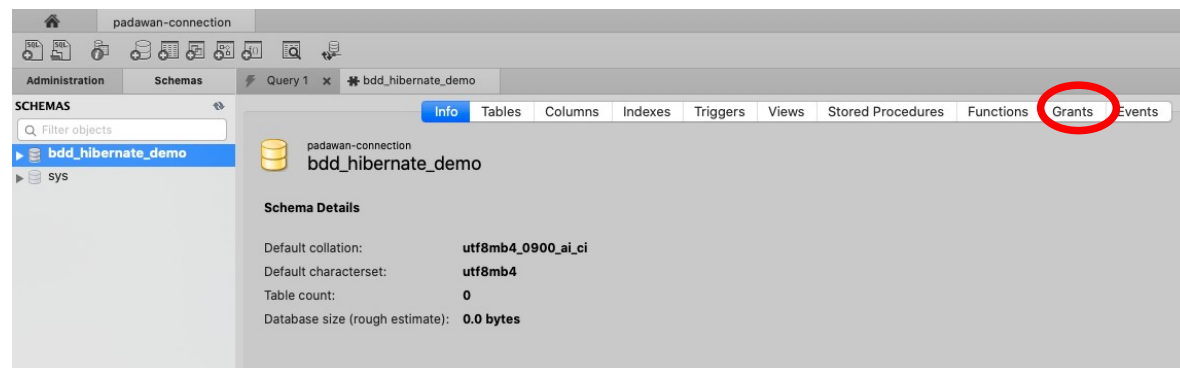 padawan-connection
SQL SQL
Administration Schemas Query 1 x bdd_hibernate_demo
SCHEMAS
Info Tables Columns Indexes Triggers Views Stored Procedures Functions Grants Events
Filter objects
bdd_hibernate_demo
sys
padawan-connection
bdd_hibernate_demo
Schema Details
Default collation: utf8mb4_0900_ai_ci
Default characterset: utf8mb4
Table count: 0
Database size (rough estimate): 0.0 bytes